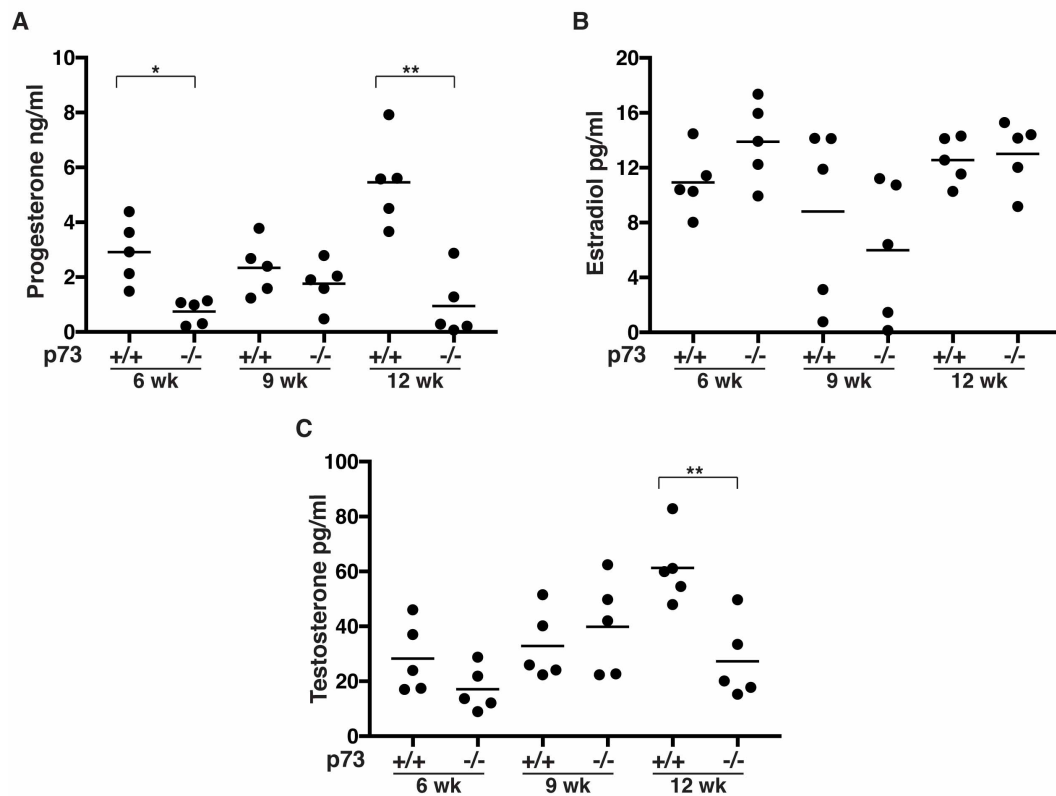 A
Progesterone ng/ml
10
8
6
4
2
0
* **
p73 +/+ -/- +/+ -/- +/+ -/-
6 wk 9 wk 12 wk
B
Estradiol pg/ml
20
16
12
8
4
0
p73 +/+ -/- +/+ -/- +/+ -/-
6 wk 9 wk 12 wk
C
Testosterone pg/ml
100
80
60
40
20
0
**
p73 +/+ -/- +/+ -/- +/+ -/-
6 wk 9 wk 12 wk